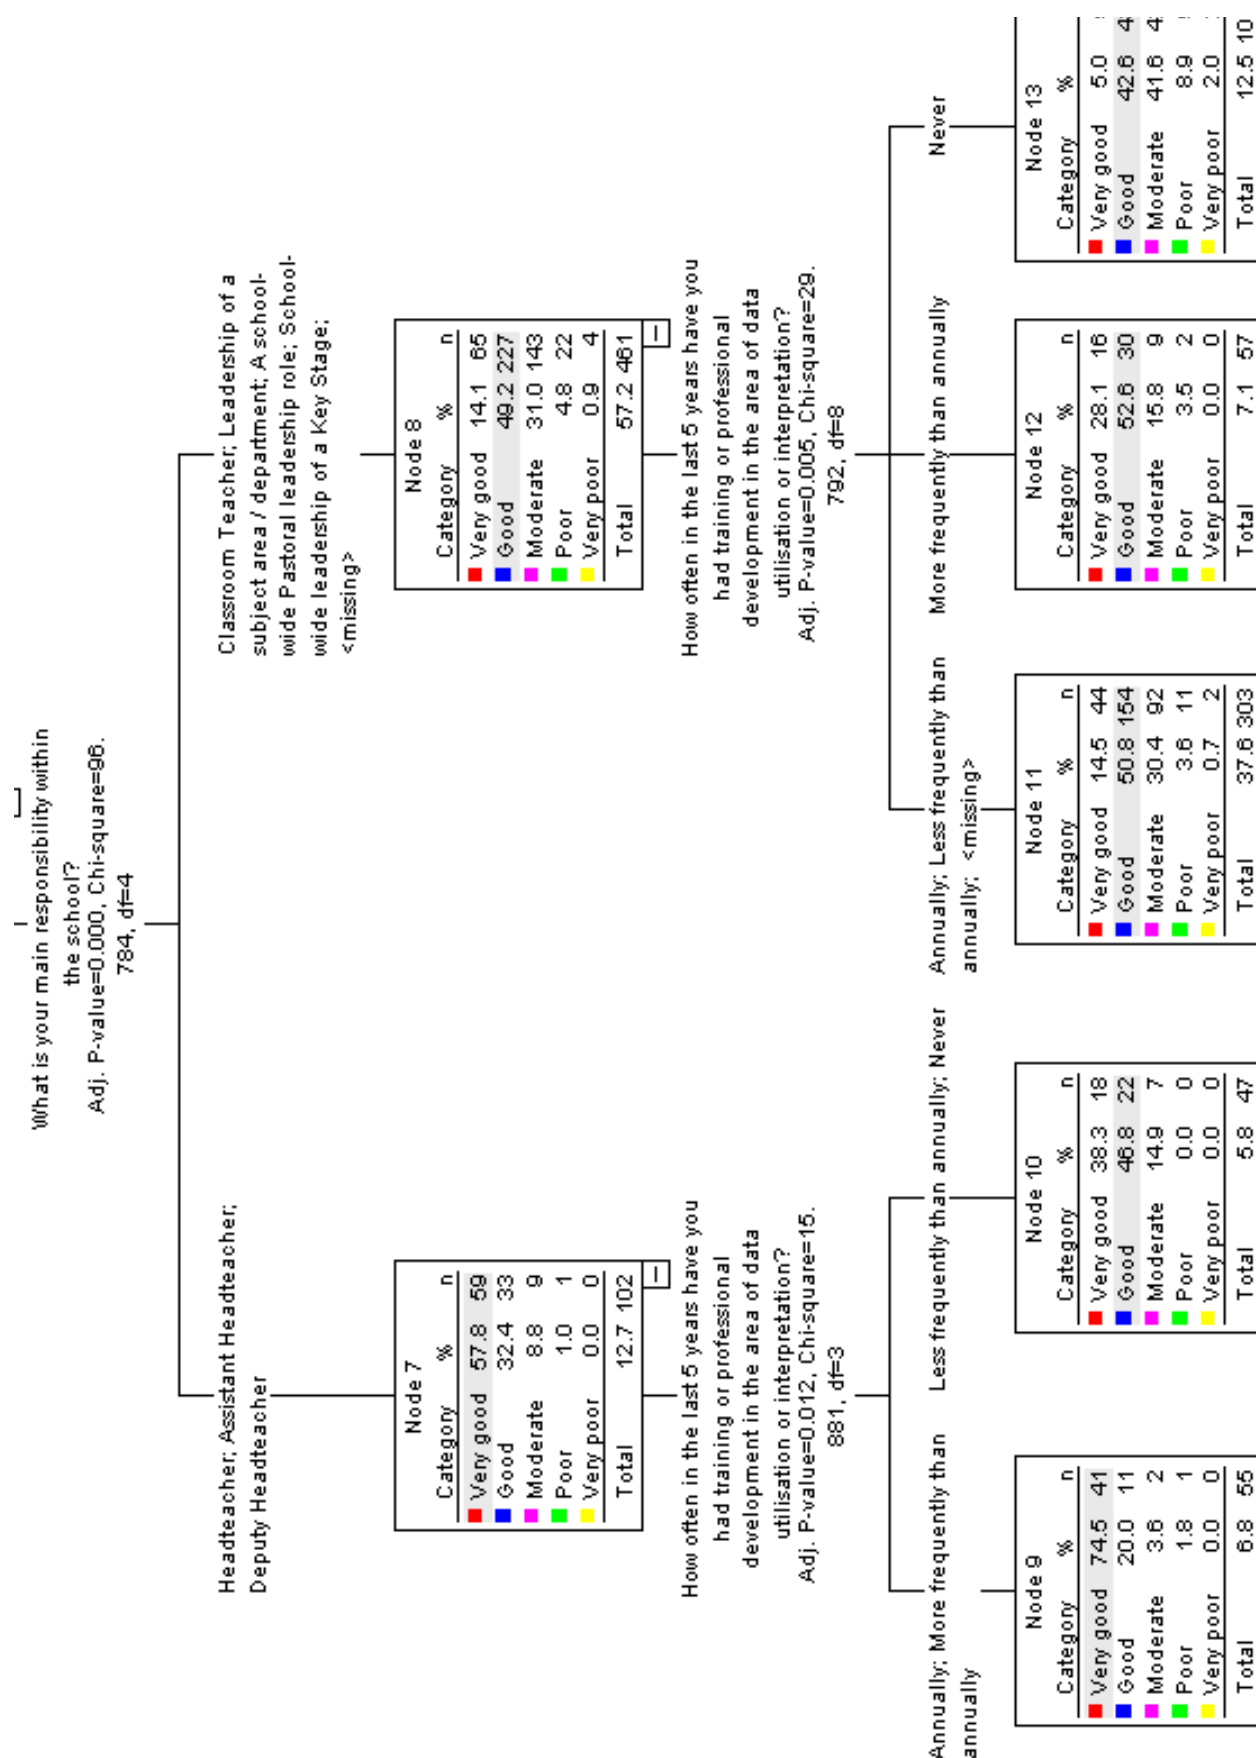 What is your main responsibility within
the school?
Adj. P-value=0.000, Chi-square=96.
784, df=4
Headteacher; Assistant Headteacher;
Deputy Headteacher
Classroom Teacher; Leadership of a
subject area / department; A school-
wide Pastoral leadership role; School-
wide leadership of a Key Stage;
<missing>
Node 7
Category % n
Very good 57.8 59
Good 32.4 33
Moderate 8.8 9
Poor 1.0 1
Very poor 0.0 0
Total 12.7 102
Node 8
Category % n
Very good 14.1 65
Good 49.2 227
Moderate 31.0 143
Poor 4.8 22
Very poor 0.9 4
Total 57.2 461
How often in the last 5 years have you
had training or professional
development in the area of data
utilisation or interpretation?
Adj. P-value=0.012, Chi-square=15.
881, df=3
How often in the last 5 years have you
had training or professional
development in the area of data
utilisation or interpretation?
Adj. P-value=0.005, Chi-square=29.
792, df=8
Annually; More frequently than
annually
Less frequently than annually; Never
Annually; Less frequently than
annually; <missing>
More frequently than annually
Never
Node 9
Category % n
Very good 74.5 41
Good 20.0 11
Moderate 3.6 2
Poor 1.8 1
Very poor 0.0 0
Total 6.8 55
Node 10
Category % n
Very good 38.3 18
Good 46.8 22
Moderate 14.9 7
Poor 0.0 0
Very poor 0.0 0
Total 5.8 47
Node 11
Category % n
Very good 14.5 44
Good 50.8 154
Moderate 30.4 92
Poor 3.6 11
Very poor 0.7 2
Total 37.6 303
Node 12
Category % n
Very good 28.1 16
Good 52.6 30
Moderate 15.8 9
Poor 3.5 2
Very poor 0.0 0
Total 7.1 57
Node 13
Category %
Very good 5.0
Good 42.6 4
Moderate 41.6 4
Poor 8.9
Very poor 2.0
Total 12.5 10